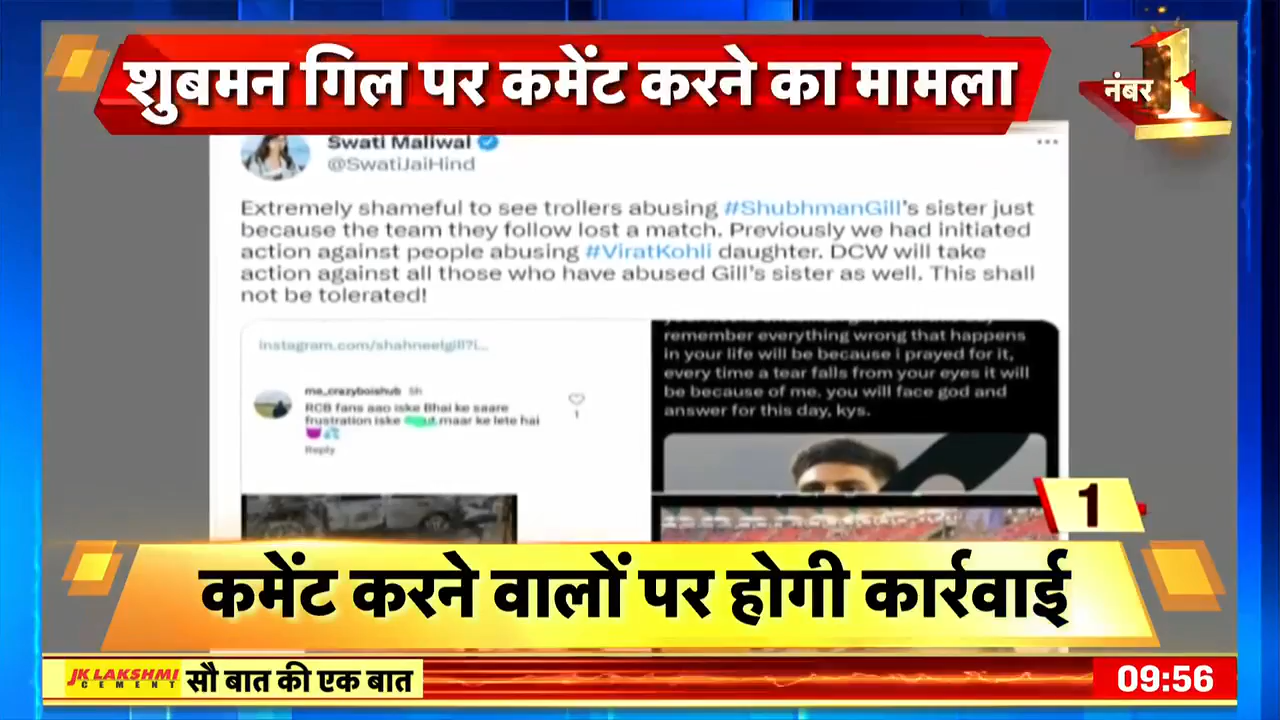 शुबमन गिल पर कमेंट करने का मामला
नंबर 1
Swati Maliwal
@SwatiJaiHind
Extremely shameful to see trollers abusing #ShubhmanGill's sister just
because the team they follow lost a match. Previously we had initiated
action against people abusing #ViratKohli daughter. DCW will take
action against all those who have abused Gill's sister as well. This shall
not be tolerated!
instagram.com/shahneelgill?i...
me_crazyboishub 5h
RCB fans aao iske Bhai ke saare
frustration iske maar ke lete hai
1
Reply
remember everything wrong that happens
in your life will be because i prayed for it,
every time a tear falls from your eyes it will
be because of me, you will face god and
answer for this day, kys.
1
कमेंट करने वालों पर होगी कार्रवाई
JK LAKSHMI
CEMENT
सौ बात की एक बात
09:56